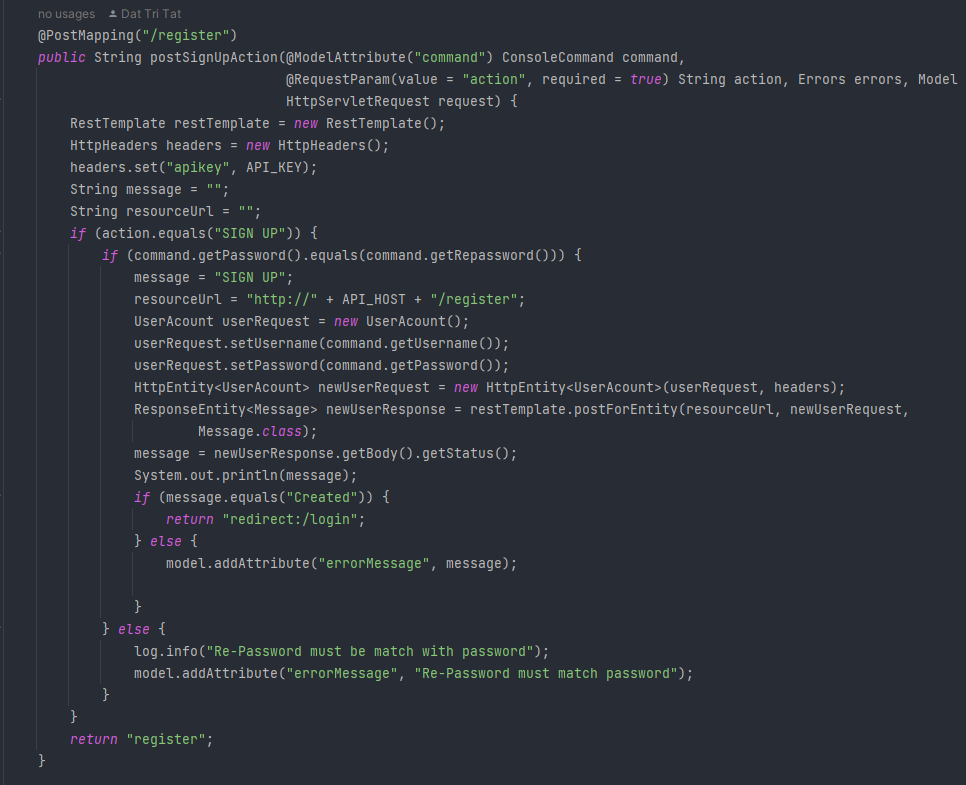 no usages Dat Tri Tat
@PostMapping("/register")
public String postSignUpAction(@ModelAttribute("command") ConsoleCommand command,
@RequestParam(value = "action", required = true) String action, Errors errors, Model
HttpServletRequest request) {
RestTemplate restTemplate = new RestTemplate();
HttpHeaders headers = new HttpHeaders();
headers.set("apikey", API_KEY);
String message = "";
String resourceUrl = "";
if (action.equals("SIGN UP")) {
if (command.getPassword().equals(command.getRepassword())) {
message = "SIGN UP";
resourceUrl = "http://" + API_HOST + "/register";
UserAcount userRequest = new UserAcount();
userRequest.setUsername(command.getUsername());
userRequest.setPassword(command.getPassword());
HttpEntity<UserAcount> newUserRequest = new HttpEntity<UserAcount>(userRequest, headers);
ResponseEntity<Message> newUserResponse = restTemplate.postForEntity(resourceUrl, newUserRequest,
Message.class);
message = newUserResponse.getBody().getStatus();
System.out.println(message);
if (message.equals("Created")) {
return "redirect:/login";
} else {
model.addAttribute("errorMessage", message);
}
} else {
log.info("Re-Password must be match with password");
model.addAttribute("errorMessage", "Re-Password must match password");
}
}
return "register";
}